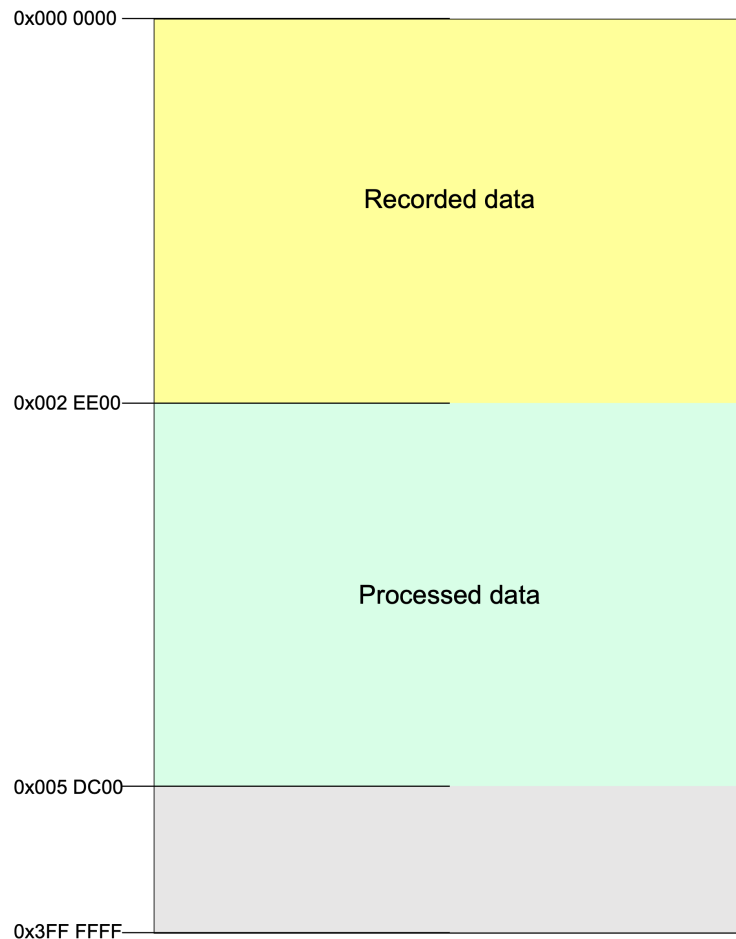 0x000 0000
Recorded data
0x002 EE00
Processed data
0x005 DC00
0x3FF FFFF